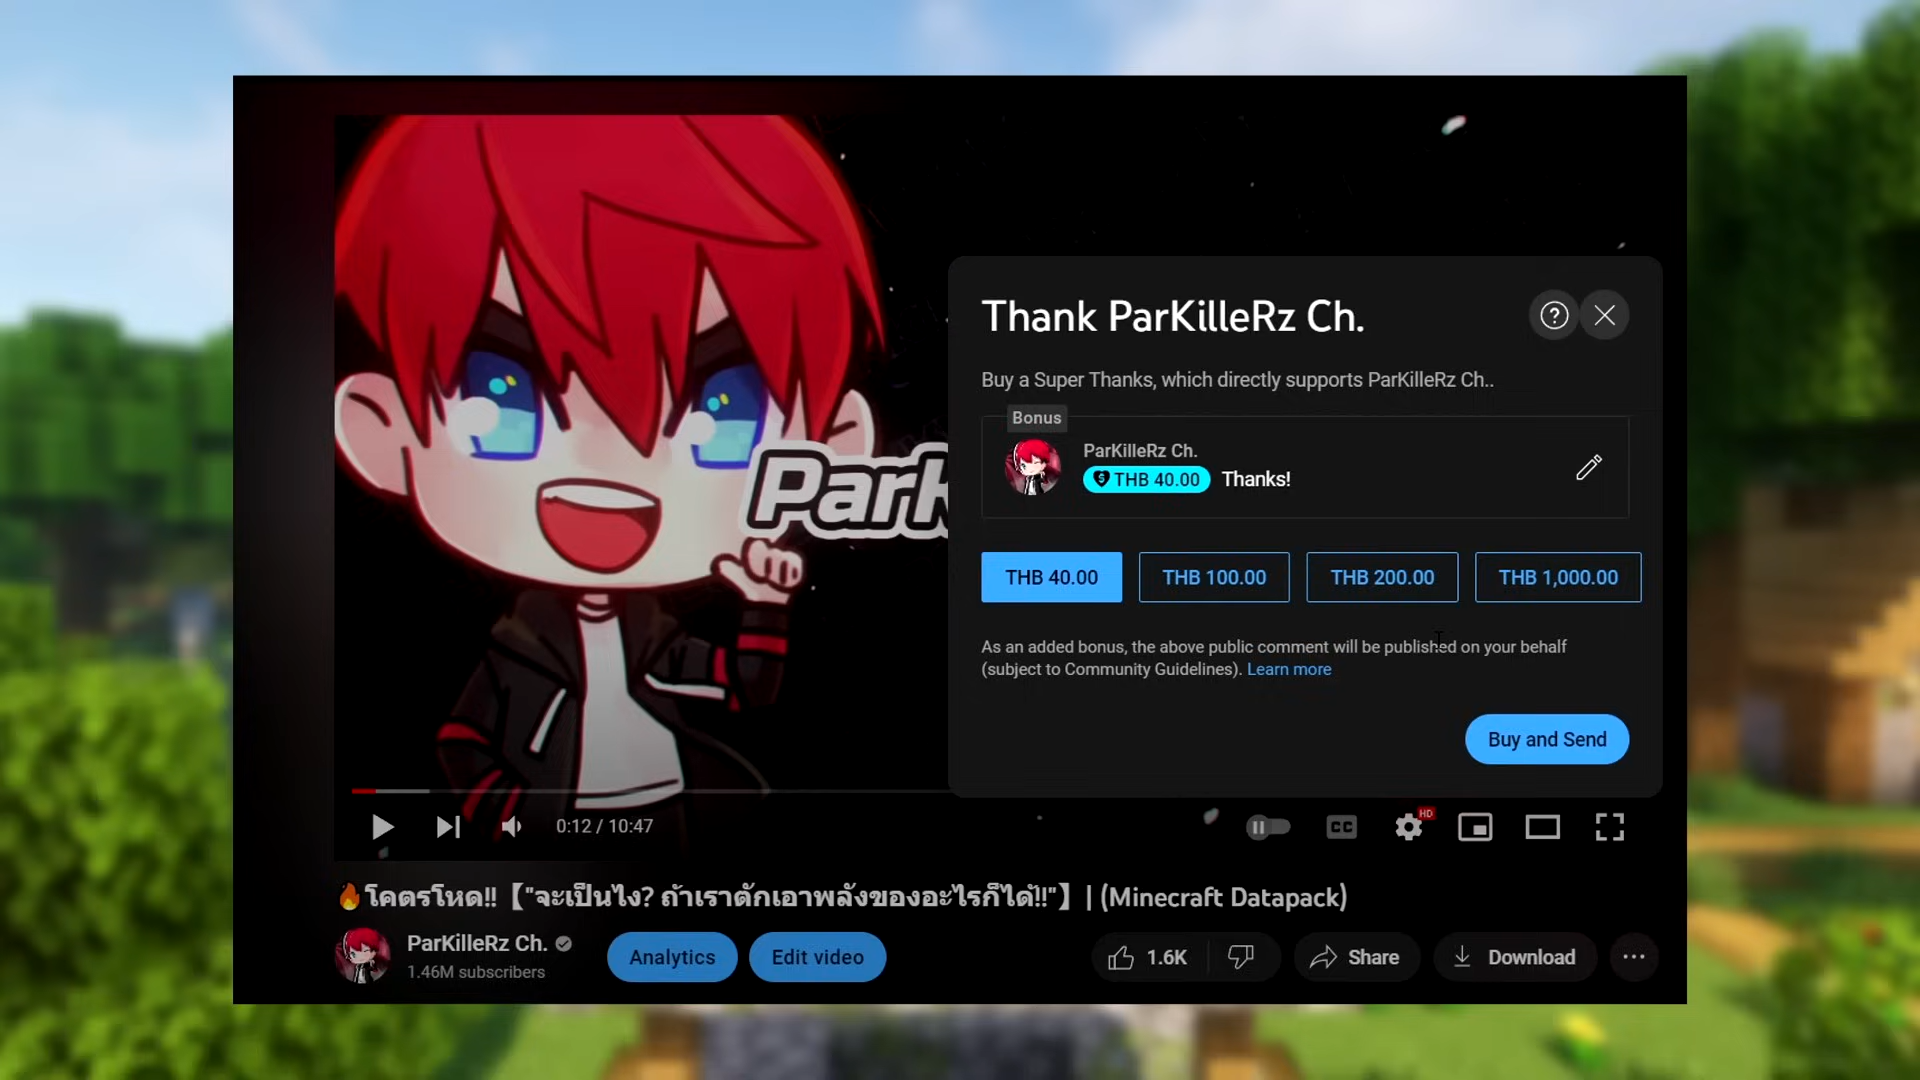 Park
Thank ParKilleRz Ch.
Buy a Super Thanks, which directly supports ParKilleRz Ch..
Bonus
ParKilleRz Ch.
THB 40.00 Thanks!
THB 40.00 THB 100.00 THB 200.00 THB 1,000.00
As an added bonus, the above public comment will be published on your behalf
(subject to Community Guidelines). Learn more
Buy and Send
0:12 / 10:47
CC
HD
🔥โคตรโหด!!【"จะเป็นไง? ถ้าเราดักเอาพลังของอะไรก็ได้!!"】| (Minecraft Datapack)
ParKilleRz Ch.
1.46M subscribers
Analytics
Edit video
1.6K
Share
Download